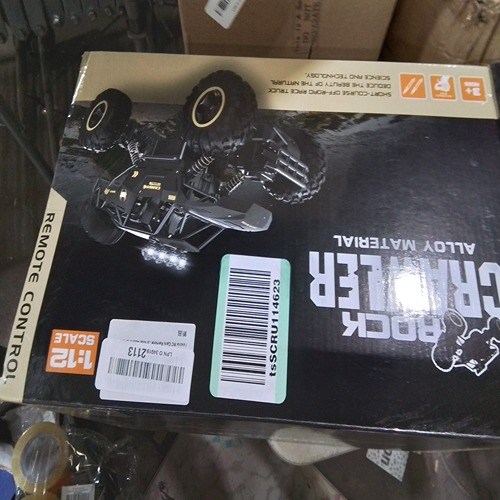 ROCK
CRAWLER
ALLOY MATERIAL
SHORT-COURSE OFF-ROAD RACE TRUCK
DEDUCE THE BEAUTY OF THE NATURAL
SCIENCE AND TECHNOLOGY.
REMOTE CONTROL
1:12
SCALE
tsSCRU114623
2113